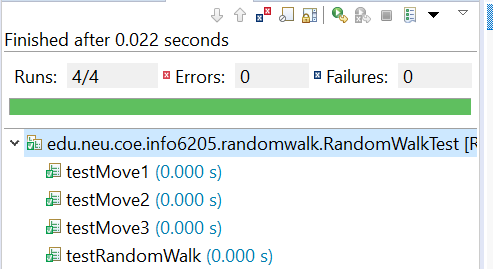 Finished after 0.022 seconds
Runs: 4/4 Errors: 0 Failures: 0
edu.neu.coe.info6205.randomwalk.RandomWalkTest [R
testMove1 (0.000 s)
testMove2 (0.000 s)
testMove3 (0.000 s)
testRandomWalk (0.000 s)